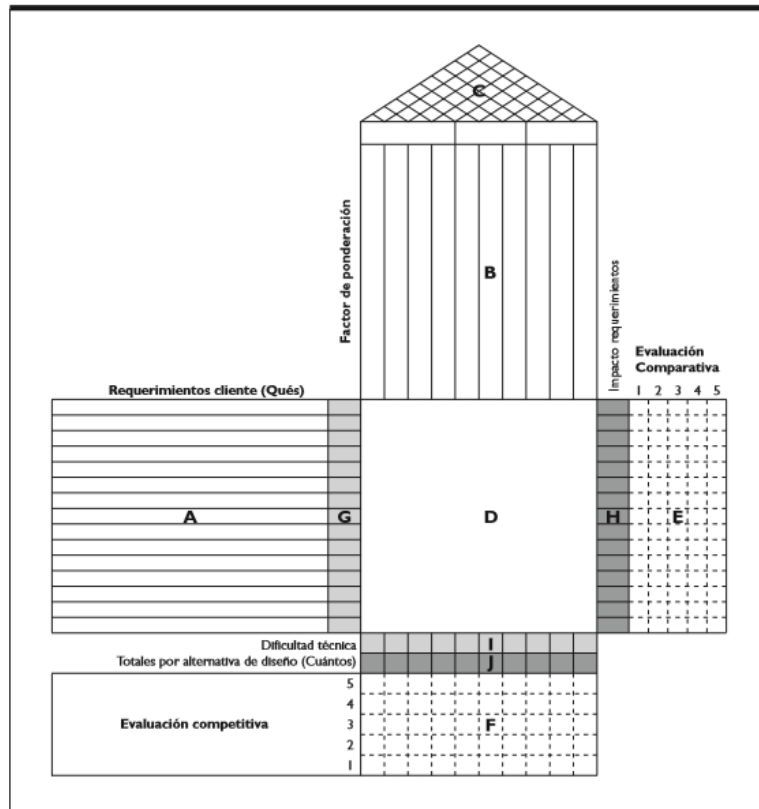 C
Factor de ponderación
B
Impacto requerimientos
Evaluación
Comparativa
Requerimientos cliente (Qués)
1 2 3 4 5
A G D H E
Dificultad técnica I
Totales por alternativa de diseño (Cuántos) J
5
4
Evaluación competitiva 3 F
2
1